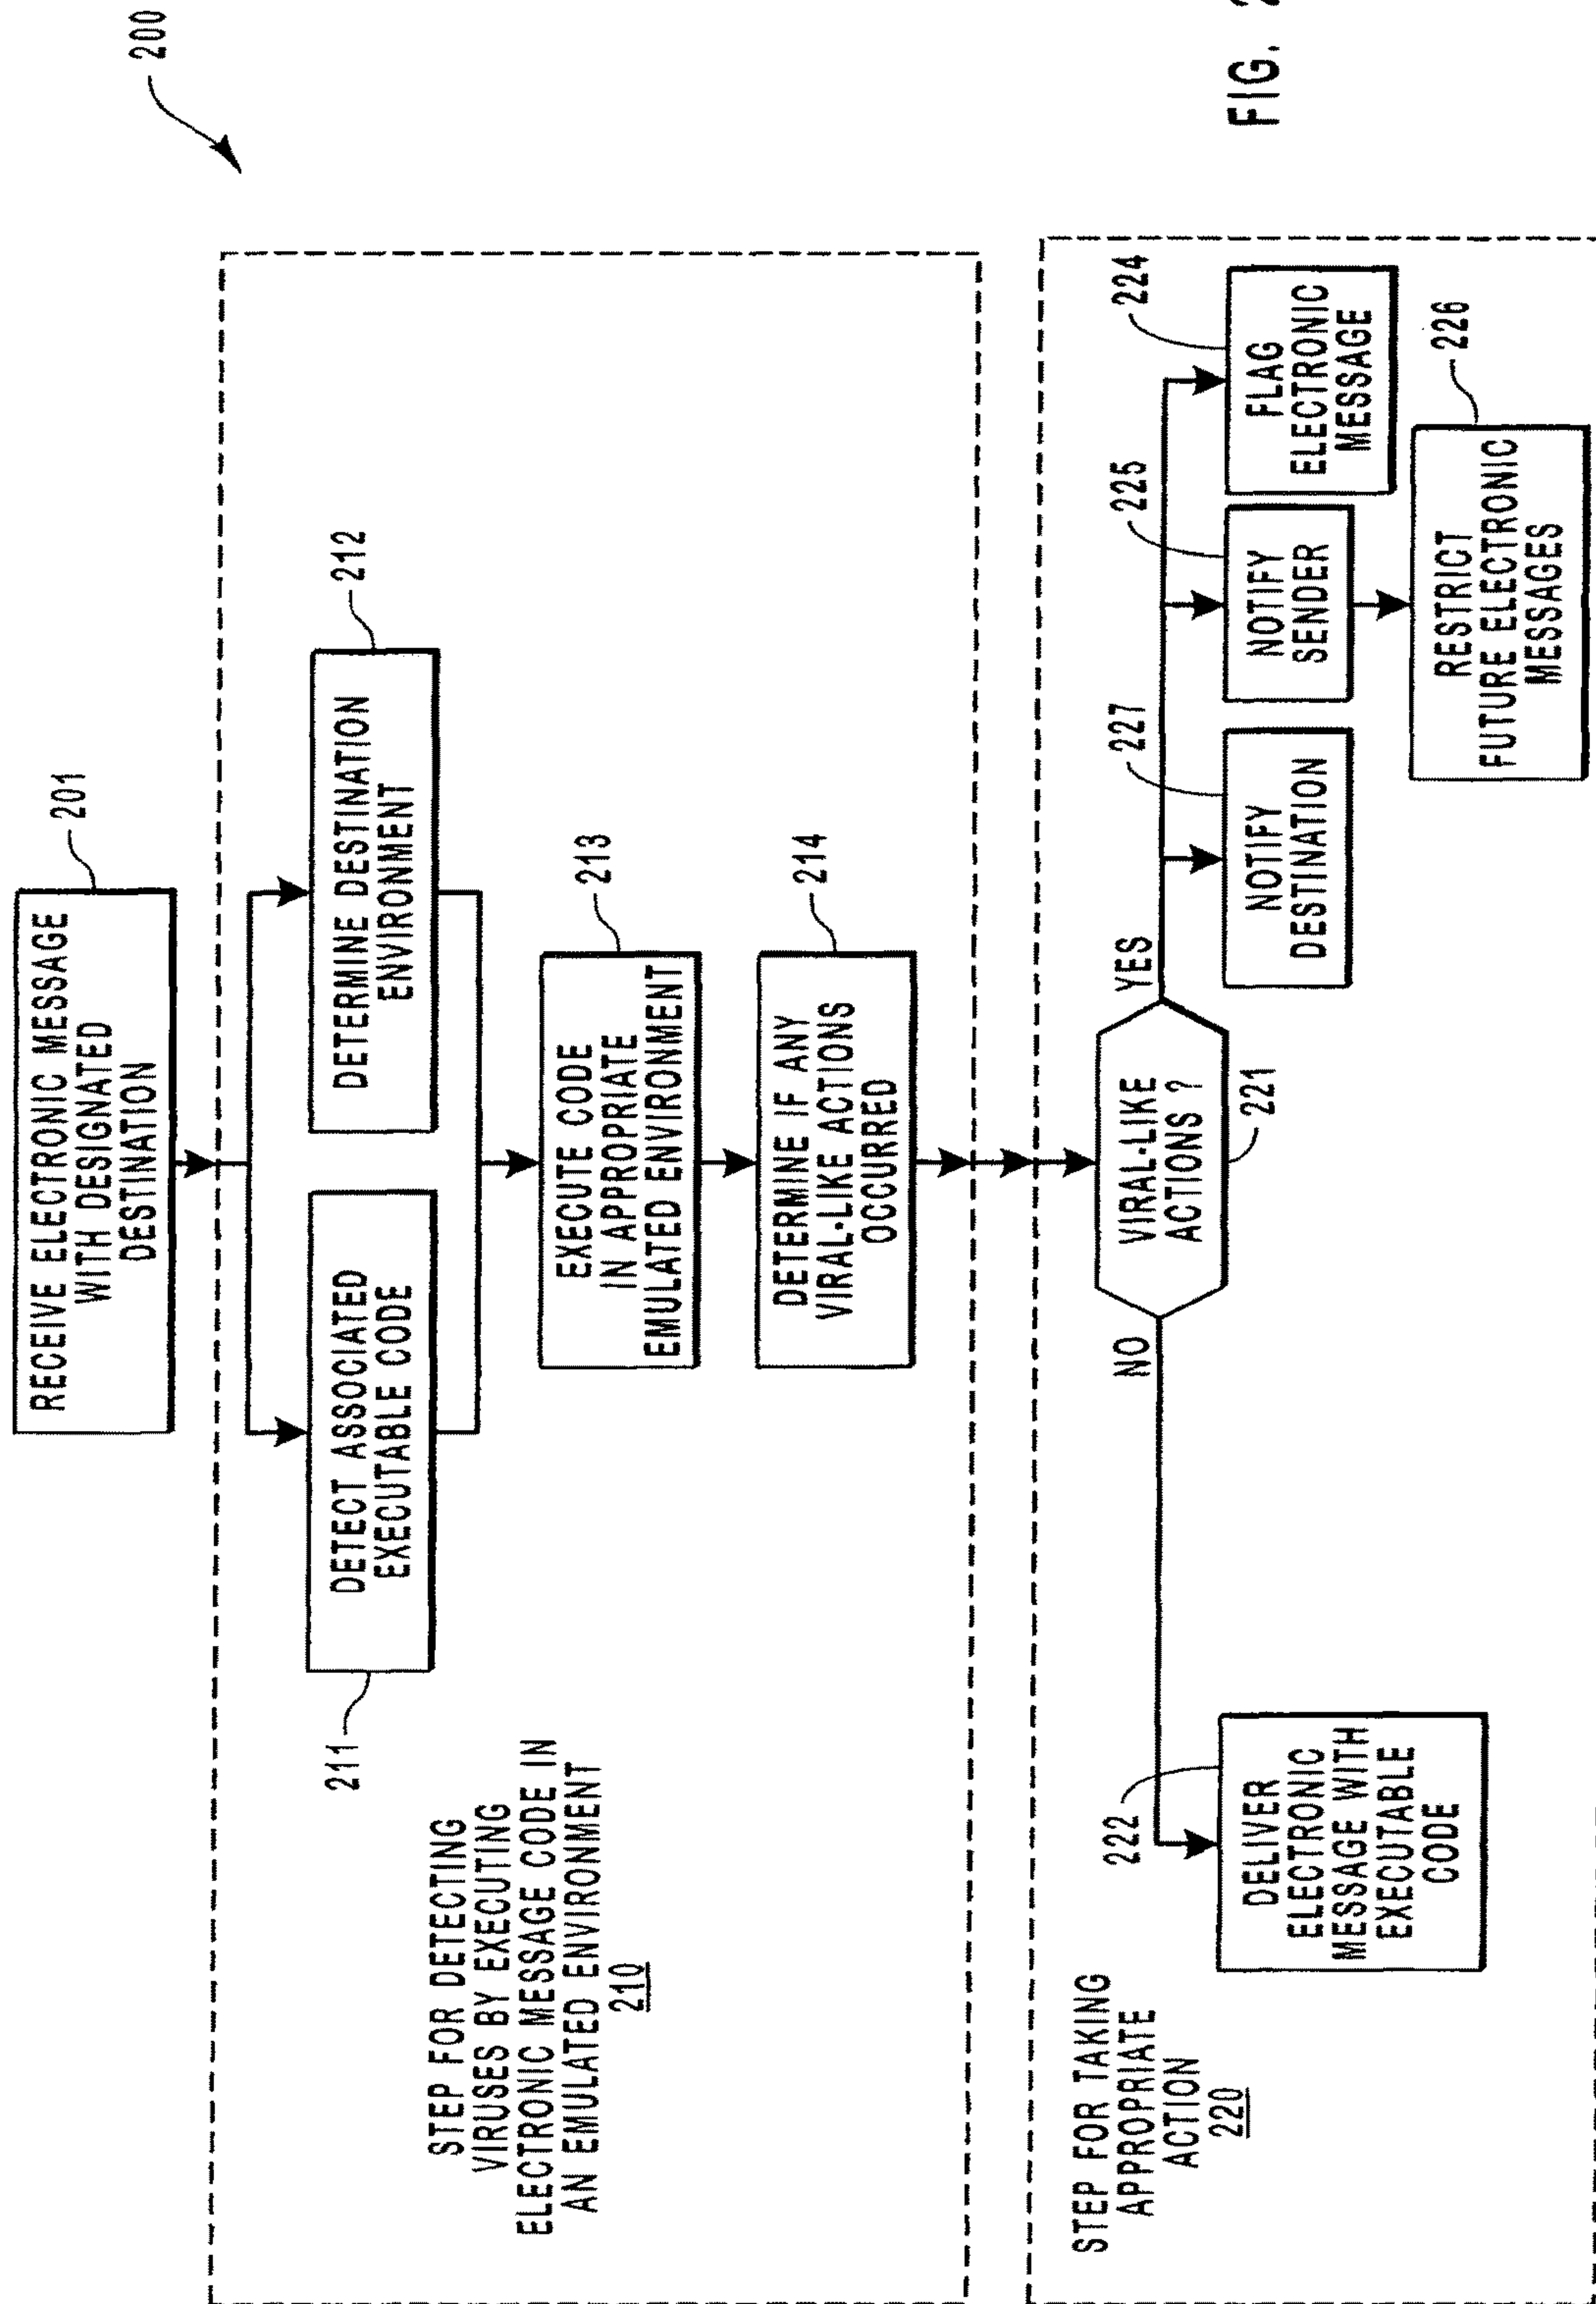 200
RECEIVE ELECTRONIC MESSAGE
WITH DESIGNATED
DESTINATION
201
DETECT ASSOCIATED
EXECUTABLE CODE
211
DETERMINE DESTINATION
ENVIRONMENT
212
STEP FOR DETECTING
VIRUSES BY EXECUTING
ELECTRONIC MESSAGE CODE IN
AN EMULATED ENVIRONMENT
210
EXECUTE CODE
IN APPROPRIATE
EMULATED ENVIRONMENT
213
DETERMINE IF ANY
VIRAL-LIKE ACTIONS
OCCURRED
214
STEP FOR TAKING
APPROPRIATE
ACTION
220
VIRAL-LIKE
ACTIONS ?
221
NO
YES
222
DELIVER
ELECTRONIC
MESSAGE WITH
EXECUTABLE
CODE
227
NOTIFY
DESTINATION
225
NOTIFY
SENDER
224
FLAG
ELECTRONIC
MESSAGE
RESTRICT
FUTURE ELECTRONIC
MESSAGES
226
FIG. 2